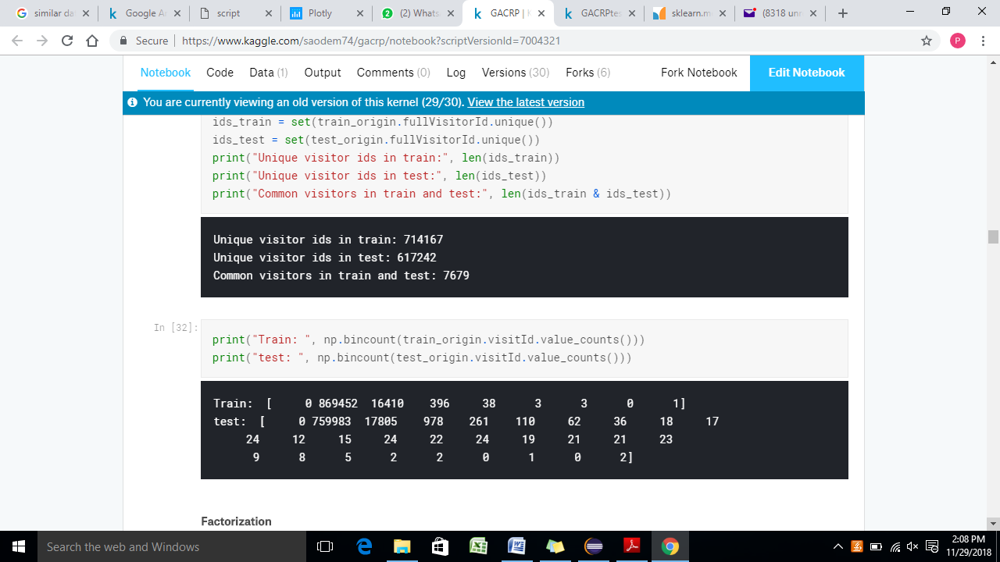 similar da
Google A
script
Plotly
(2) Whats
GACRP | K
GACRPtes
sklearn.m
(8318 unr
Secure
https://www.kaggle.com/saodem74/gacrp/notebook?scriptVersionId=7004321
P
Notebook Code Data (1) Output Comments (0) Log Versions (30) Forks (6) Fork Notebook Edit Notebook
You are currently viewing an old version of this kernel (29/30). View the latest version
ids_train = set(train_origin.fullVisitorId.unique())
ids_test = set(test_origin.fullVisitorId.unique())
print("Unique visitor ids in train:", len(ids_train))
print("Unique visitor ids in test:", len(ids_test))
print("Common visitors in train and test:", len(ids_train & ids_test))
Unique visitor ids in train: 714167
Unique visitor ids in test: 617242
Common visitors in train and test: 7679
In [32]:
print("Train: ", np.bincount(train_origin.visitId.value_counts()))
print("test: ", np.bincount(test_origin.visitId.value_counts()))
Train: [ 0 869452 16410 396 38 3 3 0 1]
test: [ 0 759983 17805 978 261 110 62 36 18 17
24 12 15 24 22 24 19 21 21 23
9 8 5 2 2 0 1 0 2]
Factorization
Search the web and Windows
2:08 PM
11/29/2018